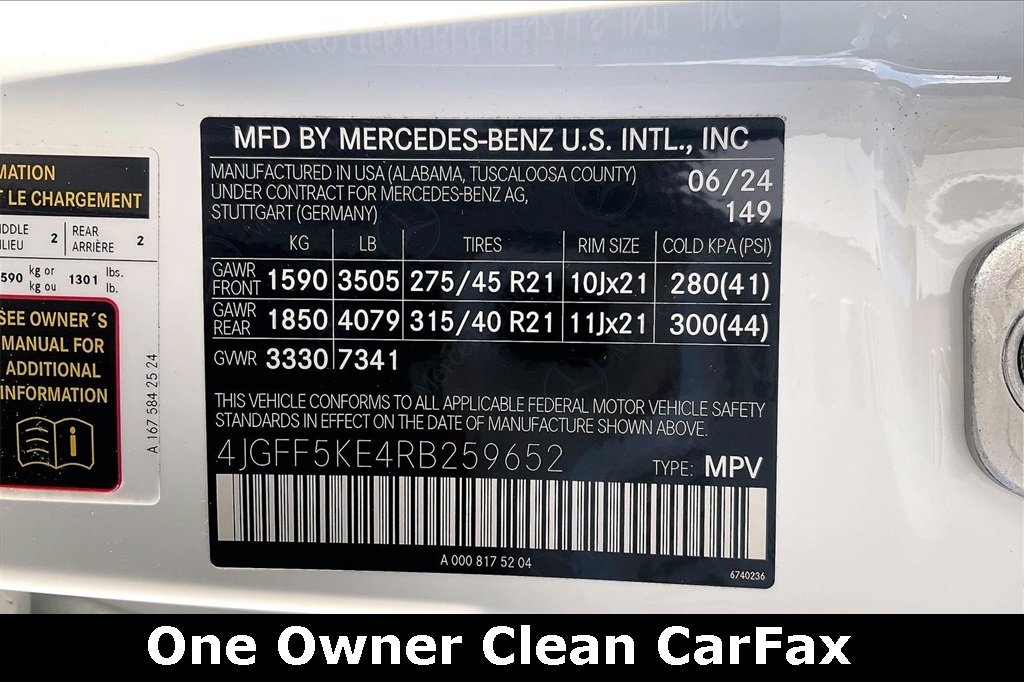 MFD BY MERCEDES-BENZ U.S. INTL., INC
MANUFACTURED IN USA (ALABAMA, TUSCALOOSA COUNTY) 06/24
UNDER CONTRACT FOR MERCEDES-BENZ AG,
STUTTGART (GERMANY) 149
KG LB TIRES RIM SIZE COLD KPA (PSI)
GAWR FRONT 1590 3505 275/45 R21 10Jx21 280(41)
GAWR REAR 1850 4079 315/40 R21 11Jx21 300(44)
GVWR 3330 7341
THIS VEHICLE CONFORMS TO ALL APPLICABLE FEDERAL MOTOR VEHICLE SAFETY
STANDARDS IN EFFECT ON THE DATE OF MANUFACTURE SHOWN ABOVE.
4JGFF5KE4RB259652 TYPE: MPV
A 000 817 52 04
6740236
LE CHARGEMENT
2 REAR 2
ARRIÈRE
590 kg or 1301 lbs.
kg ou lb.
SEE OWNER´S
MANUAL FOR
ADDITIONAL
INFORMATION
A 167 584 25 24
One Owner Clean CarFax